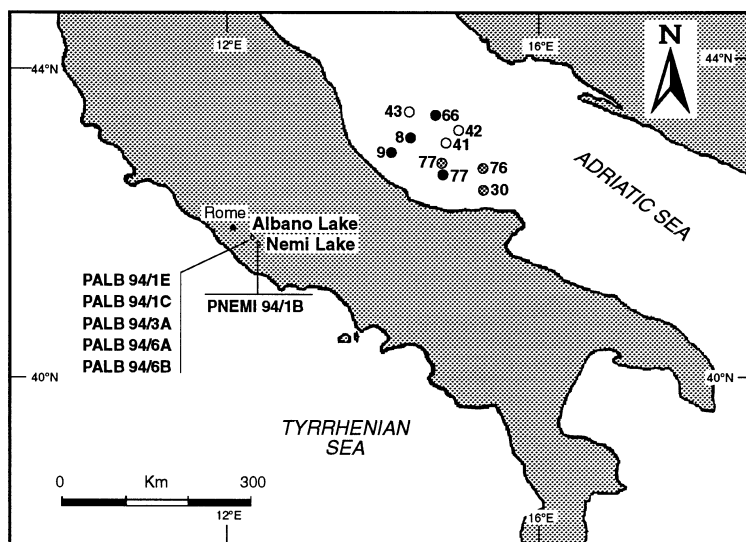 12°E
16°E
N
44°N
44°N
43
66
42
8
41
9
77
76
77
30
ADRIATIC SEA
Rome
Albano Lake
Nemi Lake
PALB 94/1E
PALB 94/1C
PALB 94/3A
PALB 94/6A
PALB 94/6B
PNEMI 94/1B
40°N
40°N
TYRRHENIAN
SEA
0
Km
300
12°E
16°E